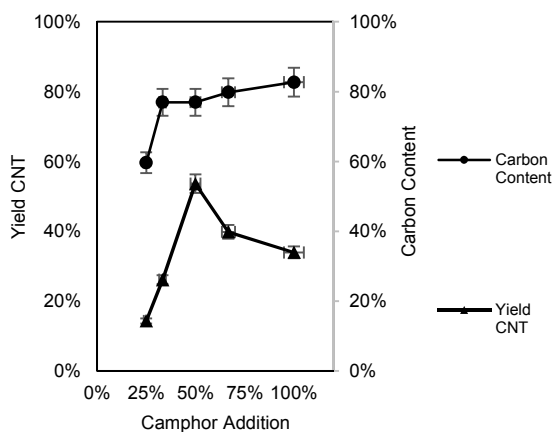 100%
80%
60%
40%
20%
0%
Yield CNT
0% 25% 50% 75% 100%
Camphor Addition
100%
80%
60%
40%
20%
0%
Carbon Content
Carbon
Content
Yield
CNT